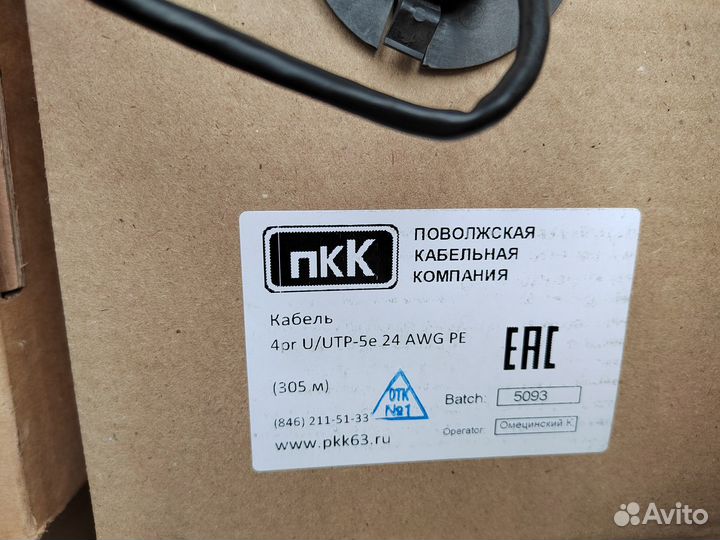 пкк
ПОВОЛЖСКАЯ
КАБЕЛЬНАЯ
КОМПАНИЯ
Кабель
4pr U/UTP-5e 24 AWG PE
EAC
(305 м)
ОТК
№1
Batch: 5093
(846) 211-51-33
Operator: Омецинский К.
www.pkk63.ru
Avito